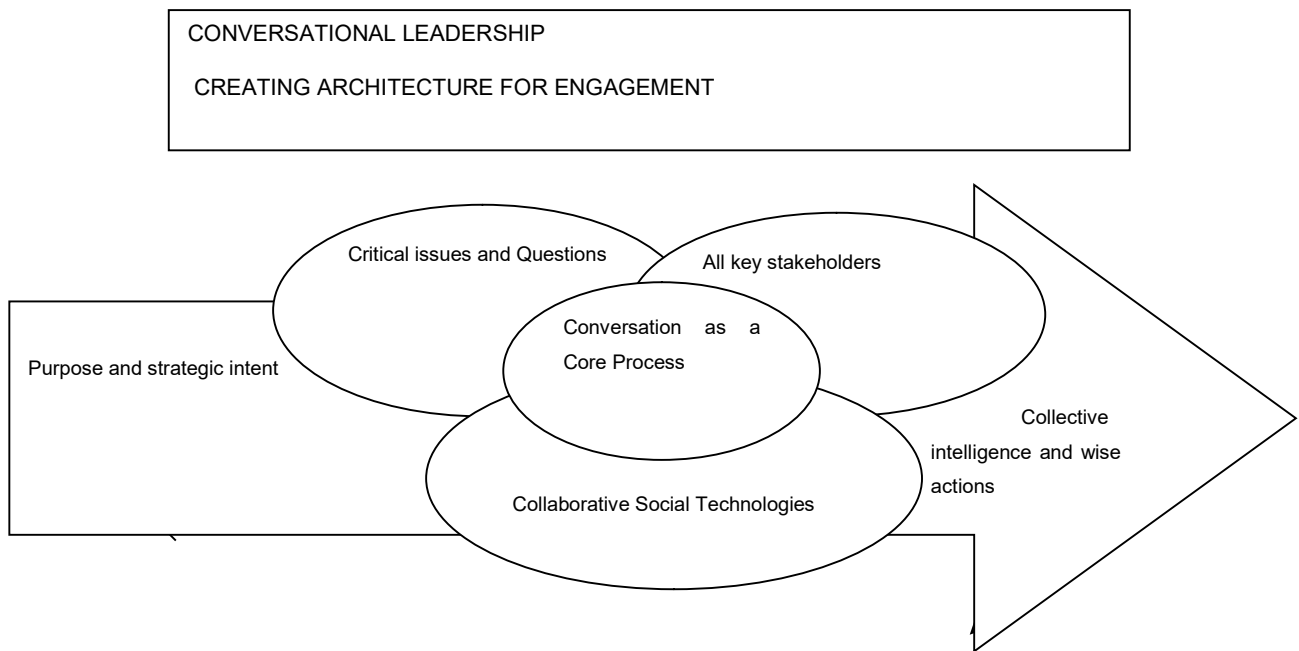 CONVERSATIONAL LEADERSHIP
CREATING ARCHITECTURE FOR ENGAGEMENT
Critical issues and Questions
All key stakeholders
Conversation as a
Core Process
Purpose and strategic intent
Collective
intelligence and wise
actions
Collaborative Social Technologies